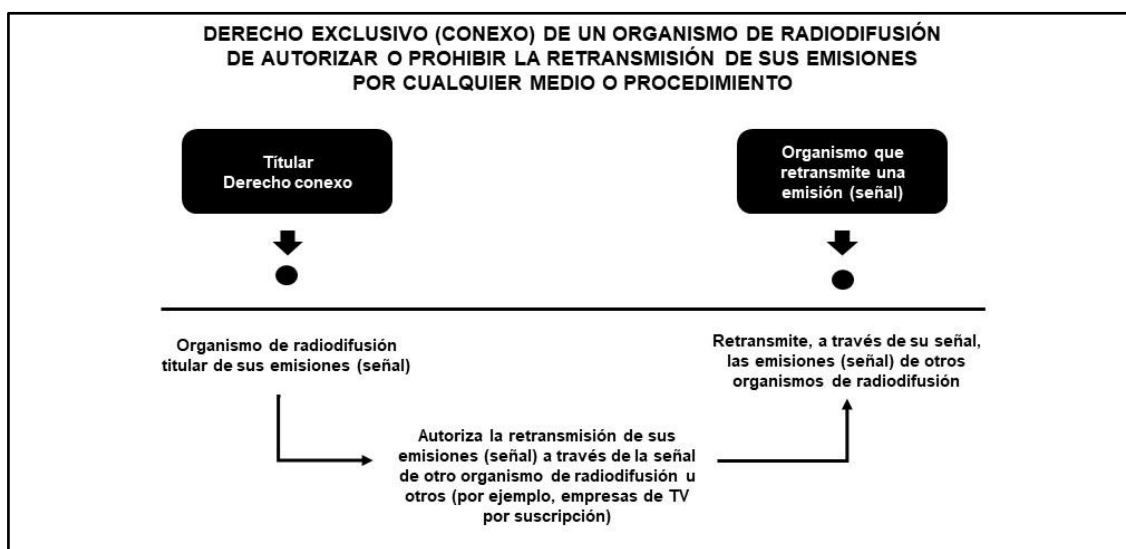 DERECHO EXCLUSIVO (CONEXO) DE UN ORGANISMO DE RADIODIFUSIÓN
DE AUTORIZAR O PROHIBIR LA RETRANSMISIÓN DE SUS EMISIONES
POR CUALQUIER MEDIO O PROCEDIMIENTO
Títular
Derecho conexo
Organismo que
retransmite una
emisión (señal)
Organismo de radiodifusión
titular de sus emisiones (señal)
Retransmite, a través de su señal,
las emisiones (señal) de otros
organismos de radiodifusión
Autoriza la retransmisión de sus
emisiones (señal) a través de la señal
de otro organismo de radiodifusión u
otros (por ejemplo, empresas de TV
por suscripción)